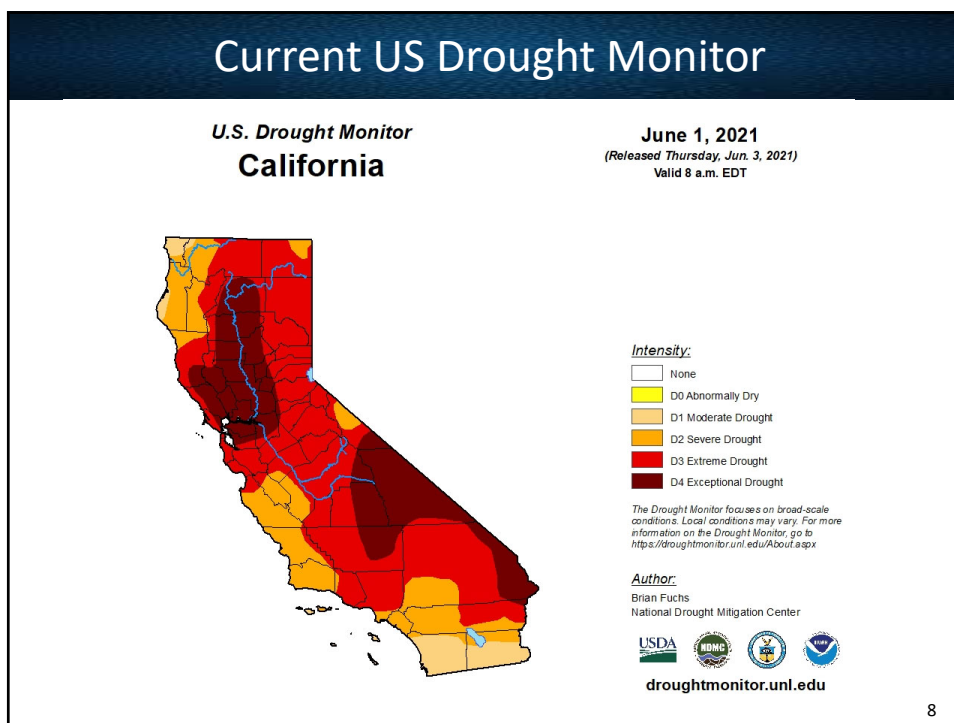 Current US Drought Monitor
U.S. Drought Monitor
California
June 1, 2021
(Released Thursday, Jun. 3, 2021)
Valid 8 a.m. EDT
Intensity:
None
D0 Abnormally Dry
D1 Moderate Drought
D2 Severe Drought
D3 Extreme Drought
D4 Exceptional Drought
The Drought Monitor focuses on broad-scale
conditions. Local conditions may vary. For more
information on the Drought Monitor, go to
https://droughtmonitor.unl.edu/About.aspx
Author:
Brian Fuchs
National Drought Mitigation Center
USDA
NDMC
droughtmonitor.unl.edu
8